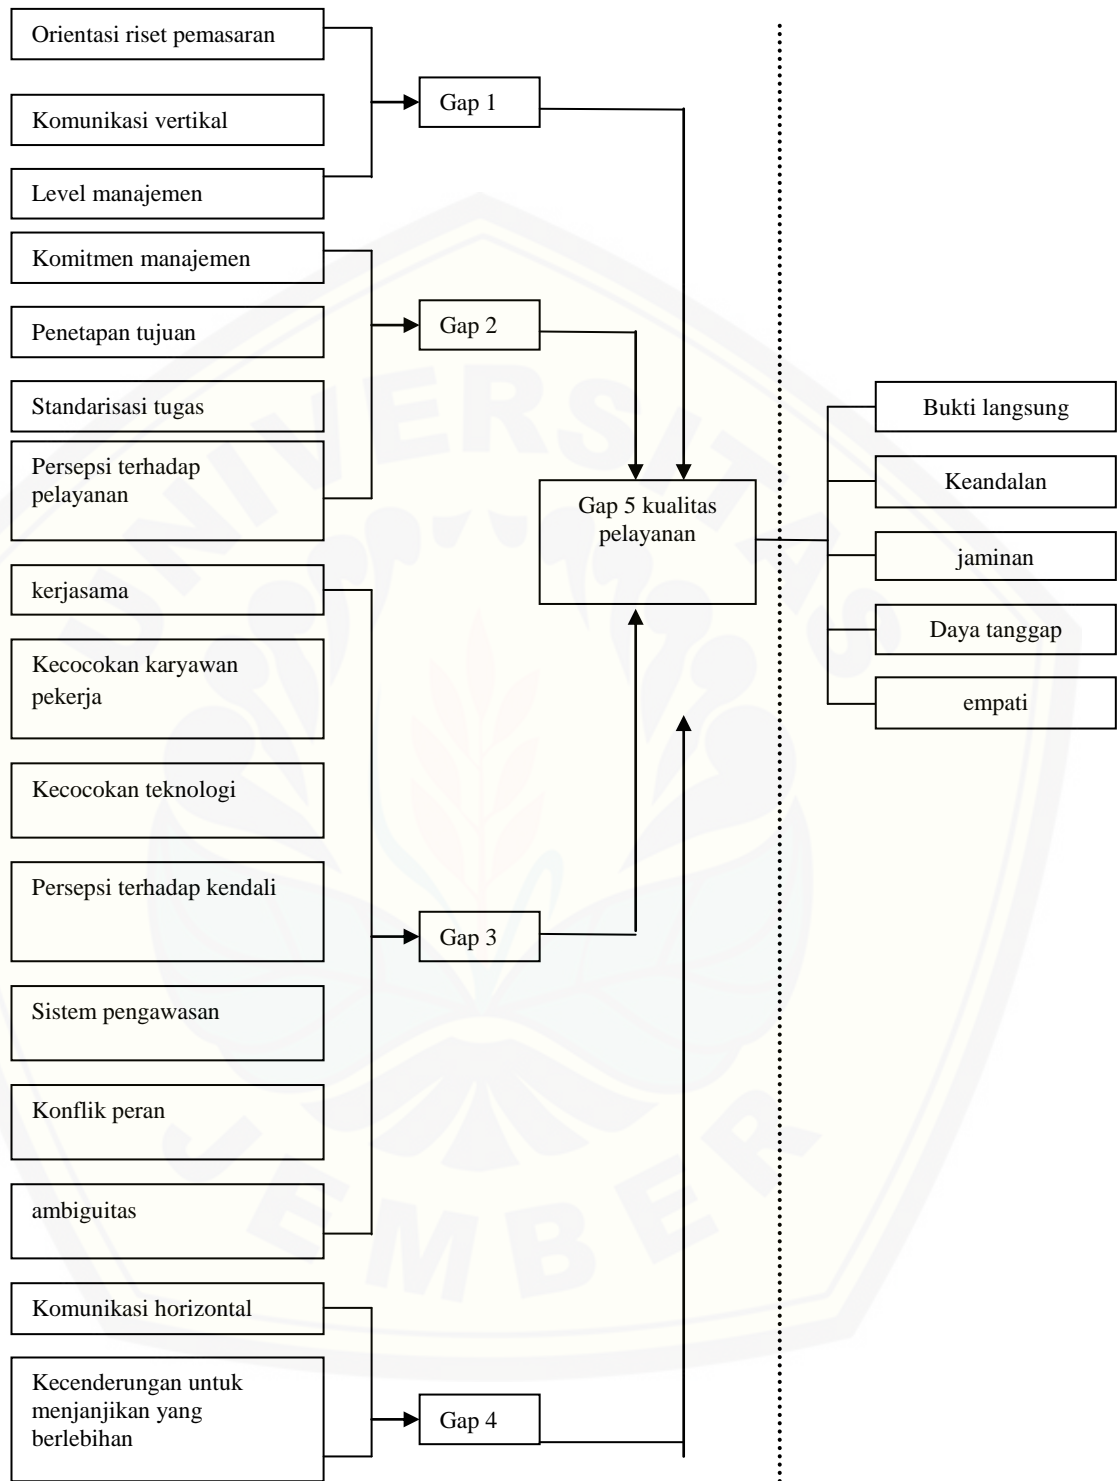 Orientasi riset pemasaran
Komunikasi vertikal
Level manajemen
Gap 1
Komitmen manajemen
Penetapan tujuan
Standarisasi tugas
Persepsi terhadap
pelayanan
Gap 2
kerjasama
Kecocokan karyawan
pekerja
Kecocokan teknologi
Persepsi terhadap kendali
Sistem pengawasan
Konflik peran
ambiguitas
Gap 3
Komunikasi horizontal
Kecenderungan untuk
menjanjikan yang
berlebihan
Gap 4
Gap 5 kualitas
pelayanan
Bukti langsung
Keandalan
jaminan
Daya tanggap
empati
UNIVERSITAS
JEMBER